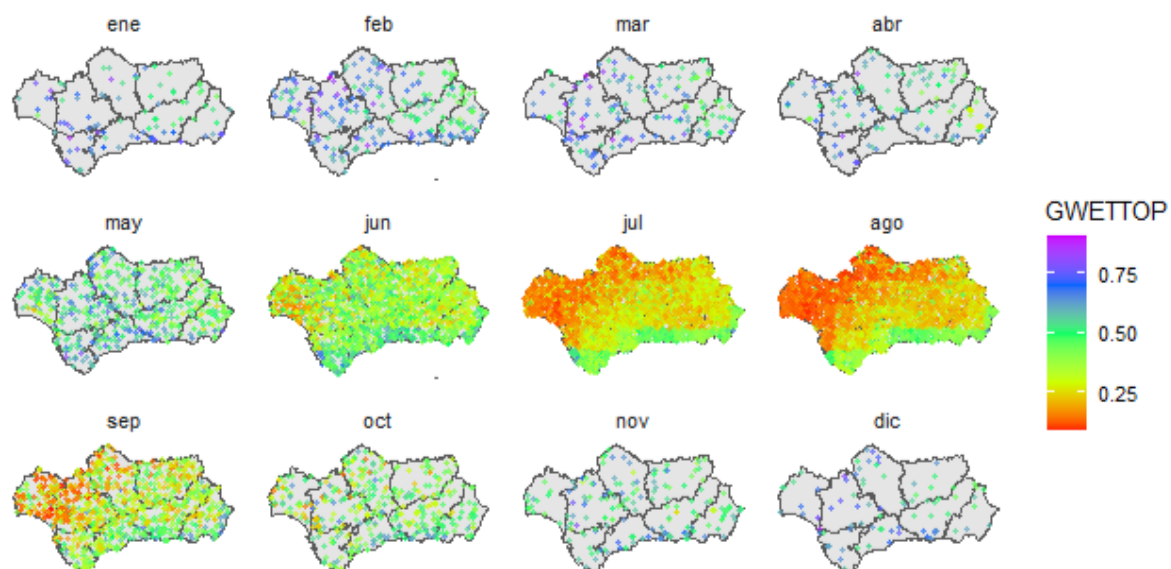 ene
feb
mar
abr
may
jun
jul
ago
GWETTOP
0.75
0.50
0.25
sep
oct
nov
dic